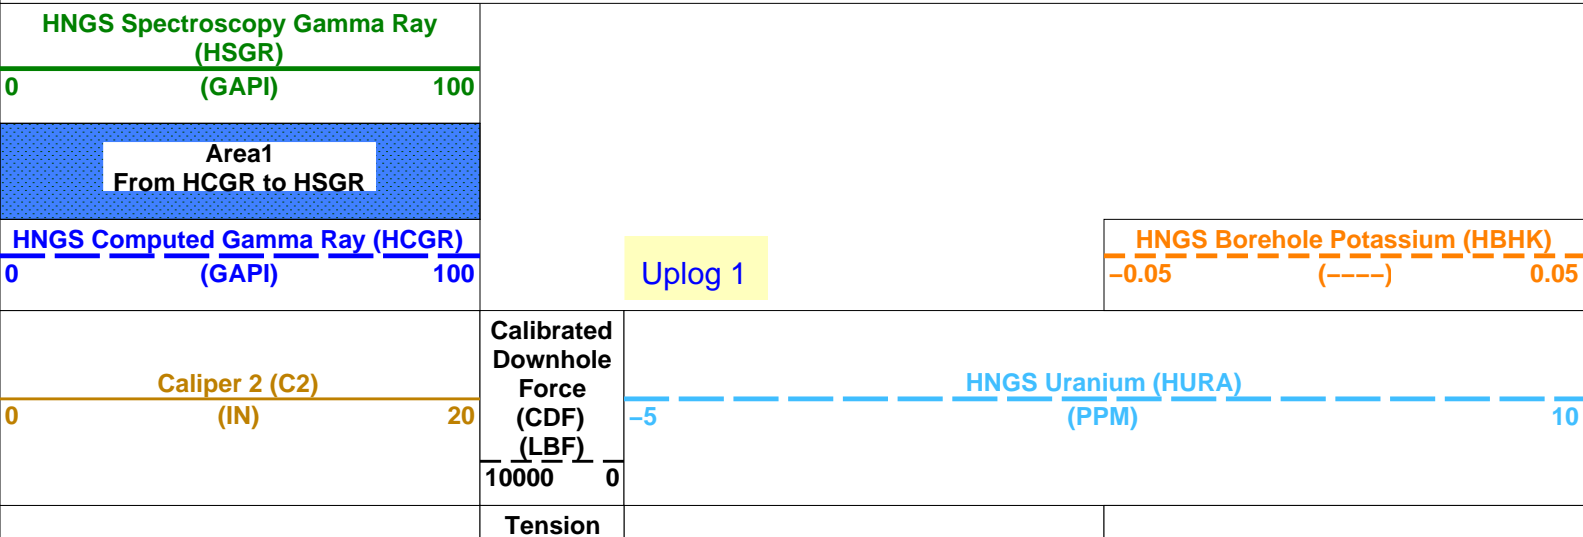 HNGS Spectroscopy Gamma Ray
(HSGR)
0 (GAPI) 100
Area1
From HCGR to HSGR
HNGS Computed Gamma Ray (HCGR)
0 (GAPI) 100
Uplog 1
HNGS Borehole Potassium (HBHK)
−0.05 (−−−−) 0.05
Caliper 2 (C2)
0 (IN) 20
Calibrated
Downhole
Force
(CDF)
(LBF)
10000 0
HNGS Uranium (HURA)
−5 (PPM) 10
Tension